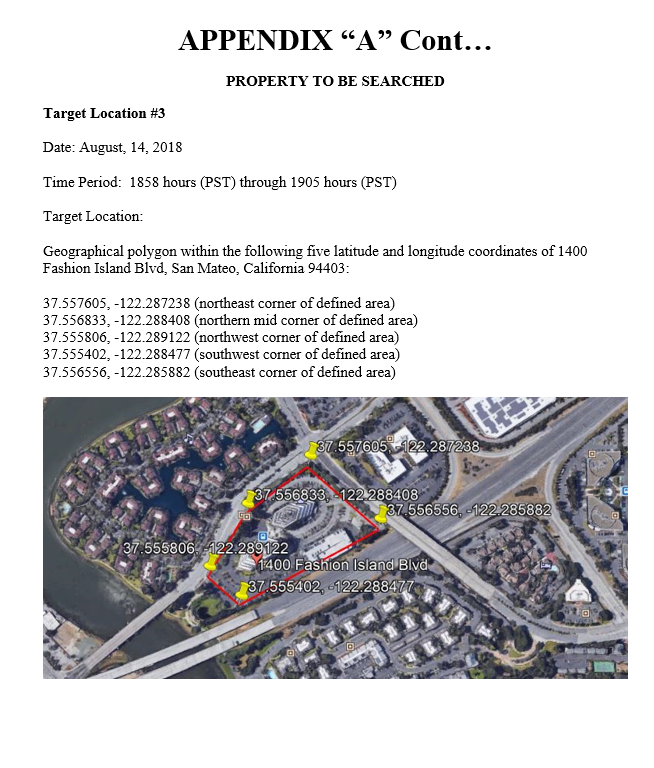 APPENDIX “A” Cont…
PROPERTY TO BE SEARCHED
Target Location #3
Date: August, 14, 2018
Time Period:  1858 hours (PST) through 1905 hours (PST)
Target Location:
Geographical polygon within the following five latitude and longitude coordinates of 1400
Fashion Island Blvd, San Mateo, California 94403:
37.557605, -122.287238 (northeast corner of defined area)
37.556833, -122.288408 (northern mid corner of defined area)
37.555806, -122.289122 (northwest corner of defined area)
37.555402, -122.288477 (southwest corner of defined area)
37.556556, -122.285882 (southeast corner of defined area)
37.557605, -122.287238
37.556833, -122.288408
37.556556, -122.285882
37.555806, -122.289122
1400 Fashion Island Blvd
37.555402, -122.288477